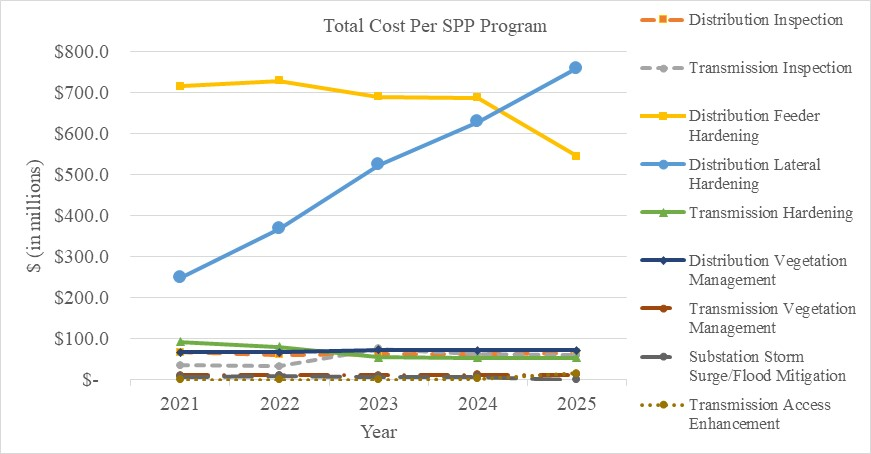 Total Cost Per SPP Program
$800.0
$700.0
$600.0
$500.0
$400.0
$300.0
$200.0
$100.0
$-
$ (in millions)
2021 2022 2023 2024 2025
Year
Distribution Inspection
Transmission Inspection
Distribution Feeder
Hardening
Distribution Lateral
Hardening
Transmission Hardening
Distribution Vegetation
Management
Transmission Vegetation
Management
Substation Storm
Surge/Flood Mitigation
Transmission Access
Enhancement